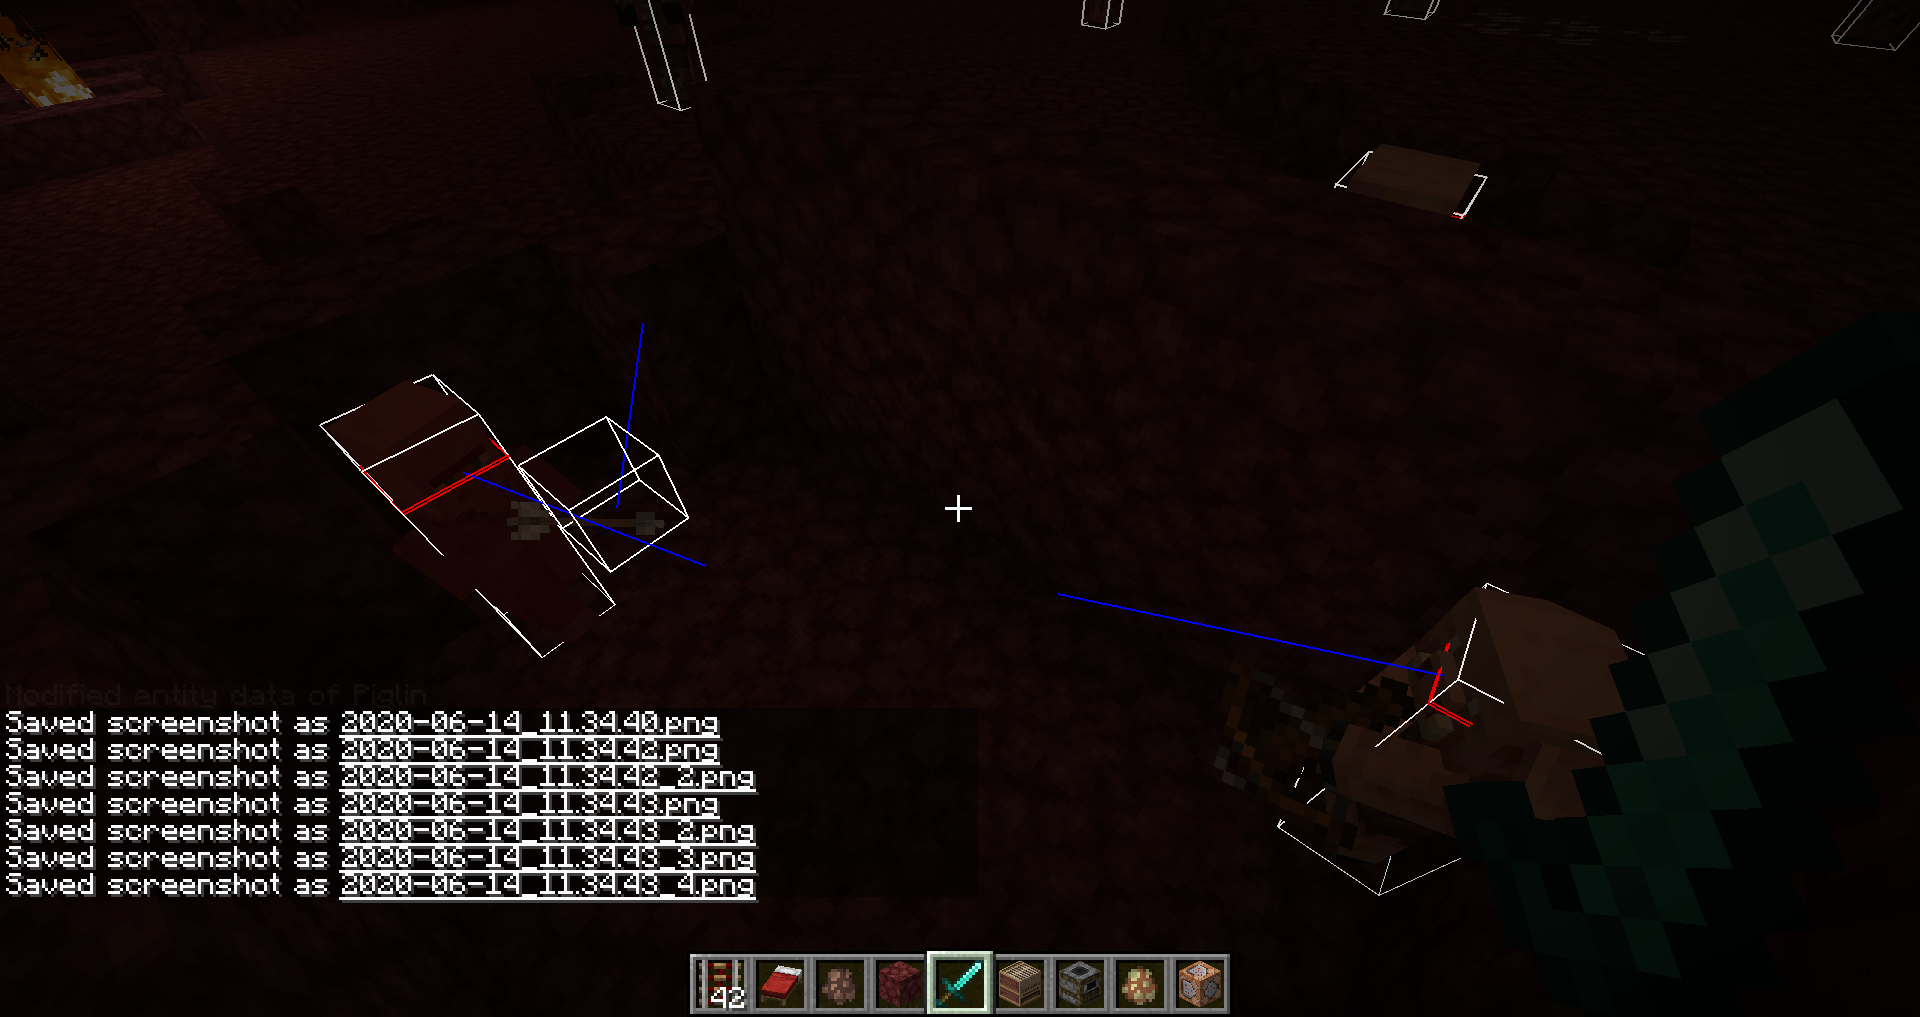 Modified entity data of Piglin
Saved screenshot as 2020-06-14_11.34.40.png
Saved screenshot as 2020-06-14_11.34.42.png
Saved screenshot as 2020-06-14_11.34.42_2.png
Saved screenshot as 2020-06-14_11.34.43.png
Saved screenshot as 2020-06-14_11.34.43_2.png
Saved screenshot as 2020-06-14_11.34.43_3.png
Saved screenshot as 2020-06-14_11.34.43_4.png
42